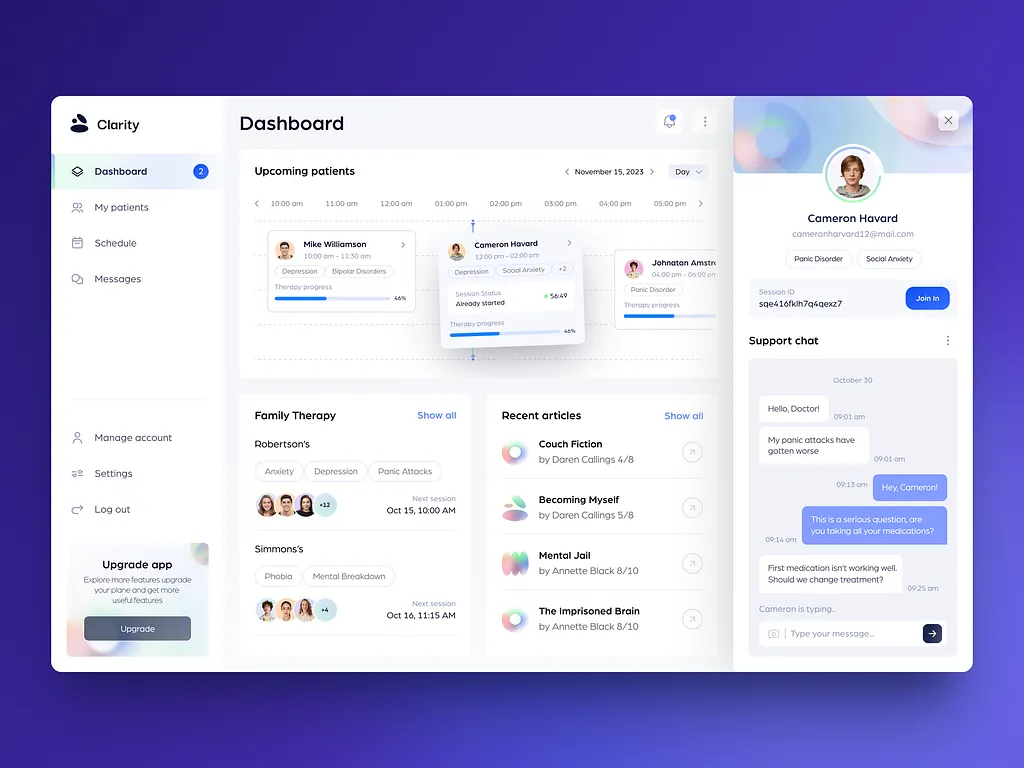 Clarity
Dashboard
2
My patients
Schedule
Messages
Manage account
Settings
Log out
Upgrade app
Explore more features upgrade
your plane and get more
useful features
Upgrade
Dashboard
Upcoming patients
November 15, 2023
Day
10:00 am
11:00 am
12:00 am
01:00 pm
02:00 pm
03:00 pm
04:00 pm
05:00 pm
Mike Williamson
10:00 am - 11:30 am
Depression
Bipolar Disorders
Therapy progress
46%
Cameron Havard
12:00 pm - 02:00 pm
Depression
Social Anxiety
+2
Session Status
Already started
56:49
Therapy progress
46%
Johnatan Amstro
04:00 pm - 06:00 pm
Panic Disorder
Therapy progress
Family Therapy
Show all
Robertson's
Anxiety
Depression
Panic Attacks
+12
Next session
Oct 15, 10:00 AM
Simmons's
Phobia
Mental Breakdown
+4
Next session
Oct 16, 11:15 AM
Recent articles
Show all
Couch Fiction
by Daren Callings 4/8
Becoming Myself
by Daren Callings 5/8
Mental Jail
by Annette Black 8/10
The Imprisoned Brain
by Annette Black 8/10
Cameron Havard
cameronharvard12@mail.com
Panic Disorder
Social Anxiety
Session ID
sqe416fklh7q4qexz7
Join In
Support chat
October 30
Hello, Doctor!
09:01 am
My panic attacks have
gotten worse
09:01 am
09:13 am
Hey, Cameron!
This is a serious question, are
you taking all your medications?
09:14 am
First medication isn't working well.
Should we change treatment?
09:25 am
Cameron is typing..
Type your message...